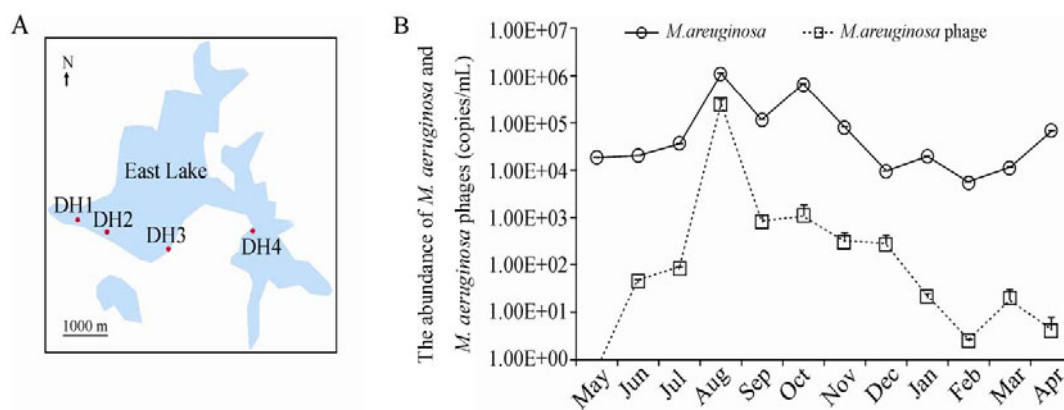 A
N
East Lake
DH1
DH2
DH3
DH4
1000 m
B
M.areuginosa
M.areuginosa phage
The abundance of M. aeruginosa and
M. aeruginosa phages (copies/mL)
1.00E+07
1.00E+06
1.00E+05
1.00E+04
1.00E+03
1.00E+02
1.00E+01
1.00E+00
May Jun Jul Aug Sep Oct Nov Dec Jan Feb Mar Apr